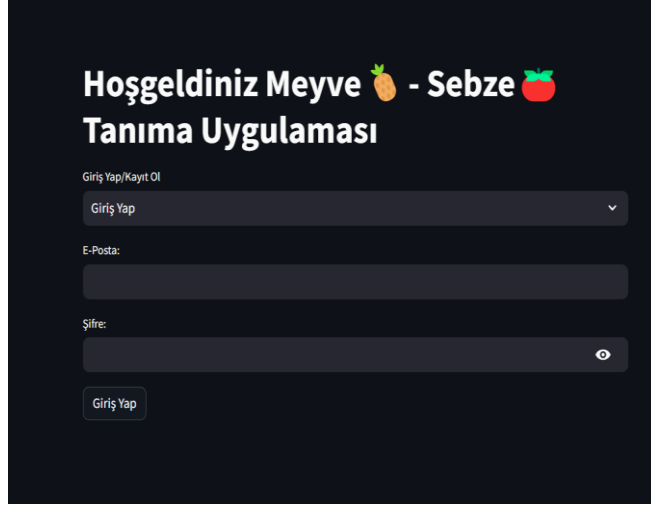 Hoşgeldiniz Meyve 🍍 - Sebze 🍅
Tanıma Uygulaması
Giriş Yap/Kayıt Ol
Giriş Yap
E-Posta:
Şifre:
Giriş Yap